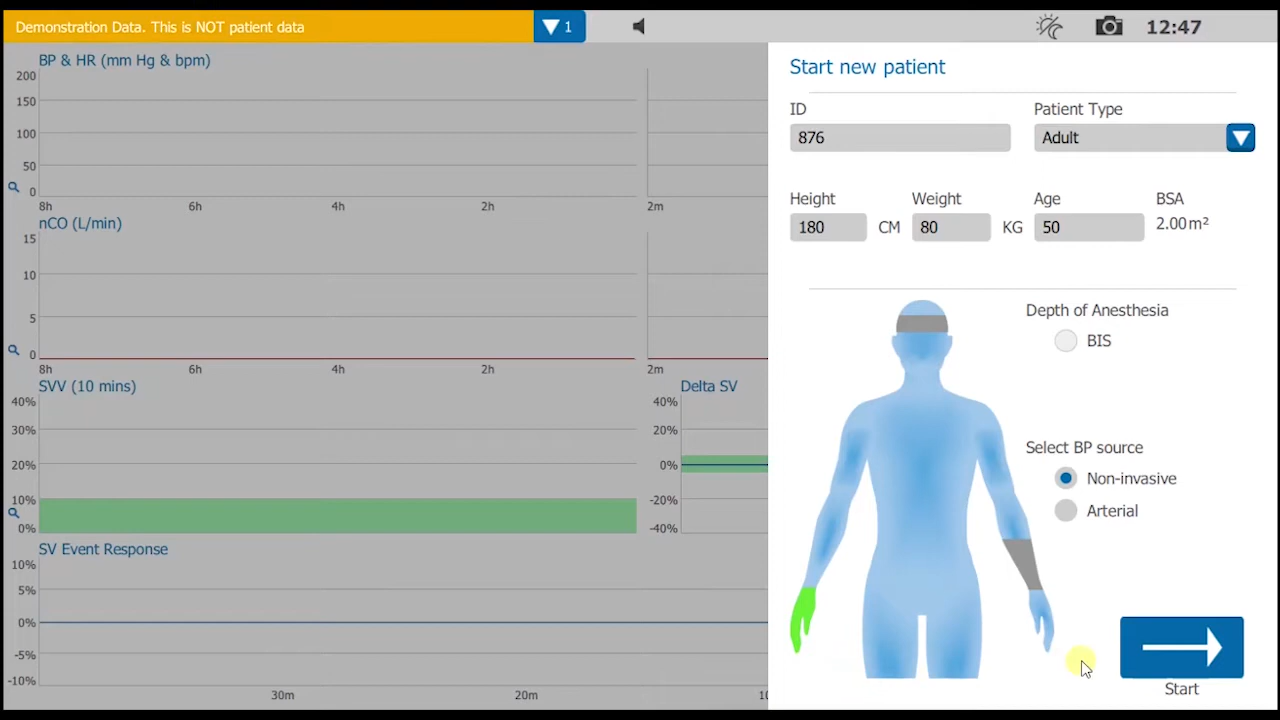 Demonstration Data. This is NOT patient data
1
12:47
BP & HR (mm Hg & bpm)
200
150
100
50
0
8h 6h 4h 2h 2m
nCO (L/min)
15
10
5
0
8h 6h 4h 2h 2m
SVV (10 mins)
40%
30%
20%
10%
0%
Delta SV
40%
20%
0%
-20%
-40%
SV Event Response
10%
5%
0%
-5%
-10%
30m 20m
Start new patient
ID Patient Type
876 Adult
Height Weight Age BSA
180 CM 80 KG 50 2.00 m²
Depth of Anesthesia
BIS
Select BP source
Non-invasive
Arterial
Start